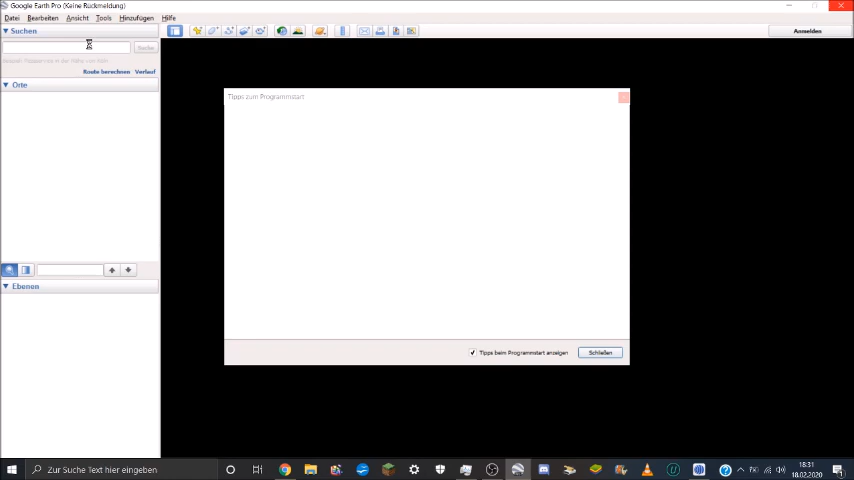 Google Earth Pro (Keine Rückmeldung)
Datei Bearbeiten Ansicht Tools Hinzufügen Hilfe
Suchen
Suche
Route berechnen Verlauf
Anmelden
Orte
Tipps zum Programmstart
Ebenen
Tipps beim Programmstart anzeigen
Schließen
Zur Suche Text hier eingeben
18:31
18.02.2020